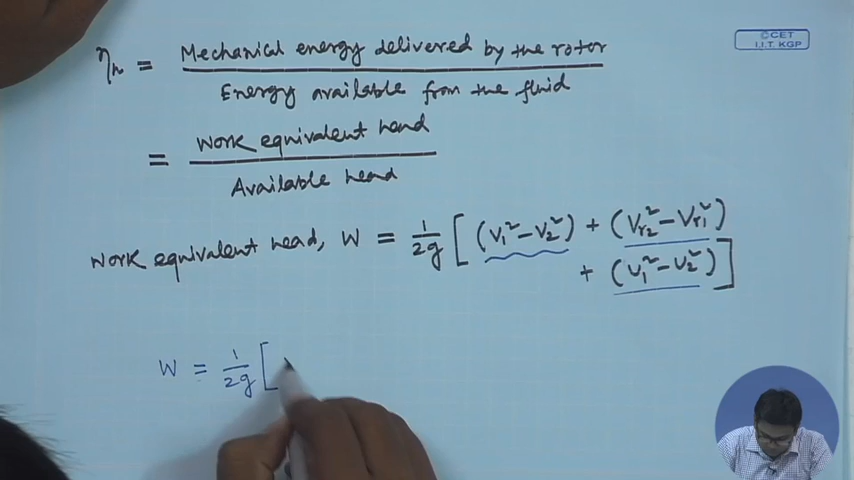 ©CET
I.I.T. KGP
ηh = Mechanical energy delivered by the rotor
Energy available from the fluid
= Work equivalent head
Available head
Work equivalent head, W = 1/2g [(V₁² − V₂²) + (Vr₂² − Vr₁²)
+ (U₁² − U₂²)]
W = 1/2g [